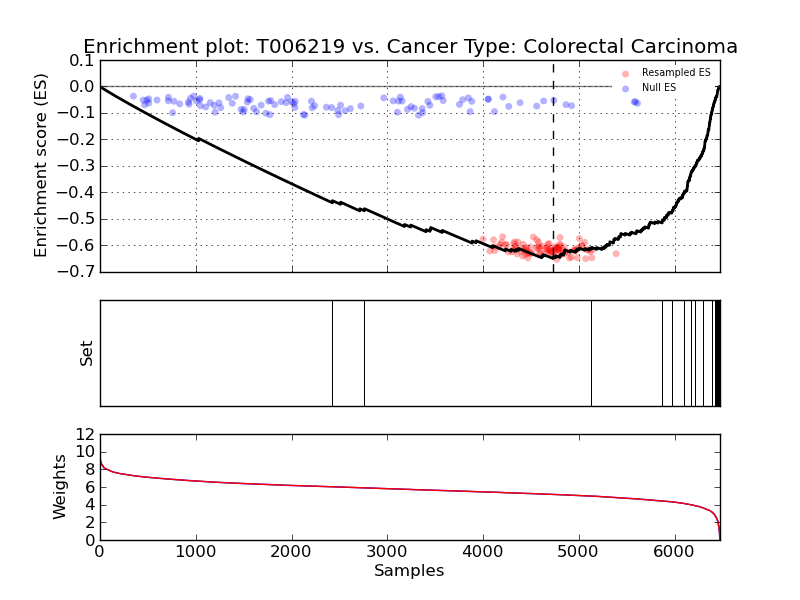 Enrichment plot: T006219 vs. Cancer Type: Colorectal Carcinoma
Enrichment score (ES)
0.1
0.0
−0.1
−0.2
−0.3
−0.4
−0.5
−0.6
−0.7
Resampled ES
Null ES
Set
Weights
12
10
8
6
4
2
0
0 1000 2000 3000 4000 5000 6000
Samples